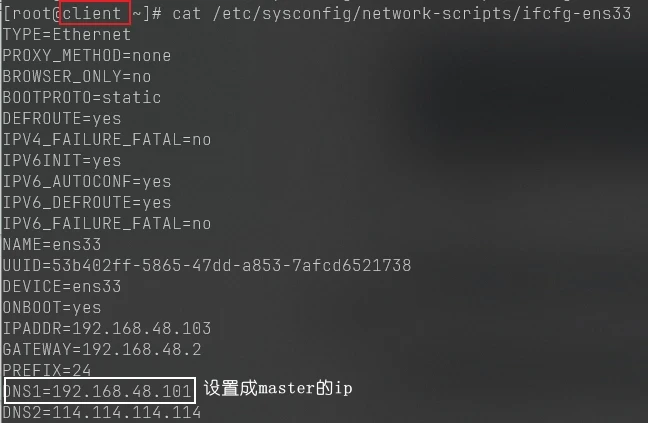 [root@client ~]# cat /etc/sysconfig/network-scripts/ifcfg-ens33
TYPE=Ethernet
PROXY_METHOD=none
BROWSER_ONLY=no
BOOTPROTO=static
DEFROUTE=yes
IPV4_FAILURE_FATAL=no
IPV6INIT=yes
IPV6_AUTOCONF=yes
IPV6_DEFROUTE=yes
IPV6_FAILURE_FATAL=no
NAME=ens33
UUID=53b402ff-5865-47dd-a853-7afcd6521738
DEVICE=ens33
ONBOOT=yes
IPADDR=192.168.48.103
GATEWAY=192.168.48.2
PREFIX=24
DNS1=192.168.48.101 设置成master的ip
DNS2=114.114.114.114